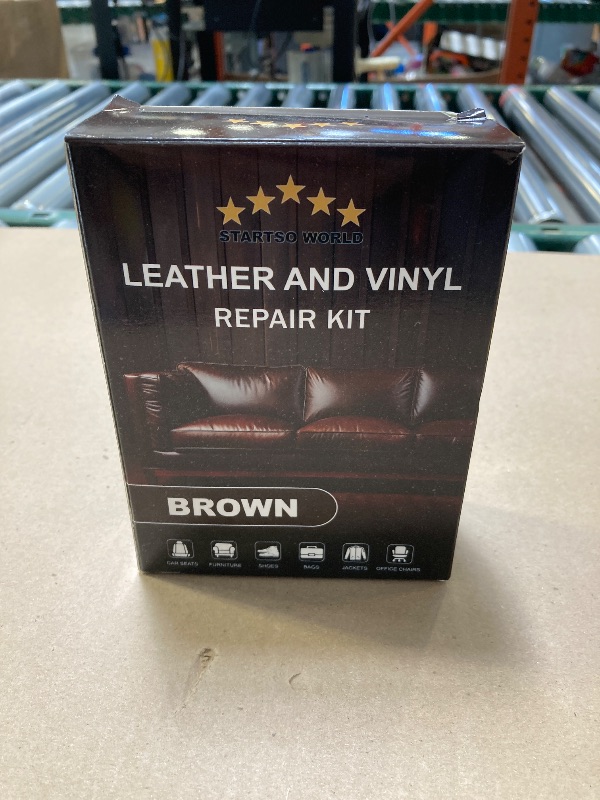 STARTSO WORLD
LEATHER AND VINYL
REPAIR KIT
BROWN
CAR SEATS FURNITURE SHOES BAGS JACKETS OFFICE CHAIRS